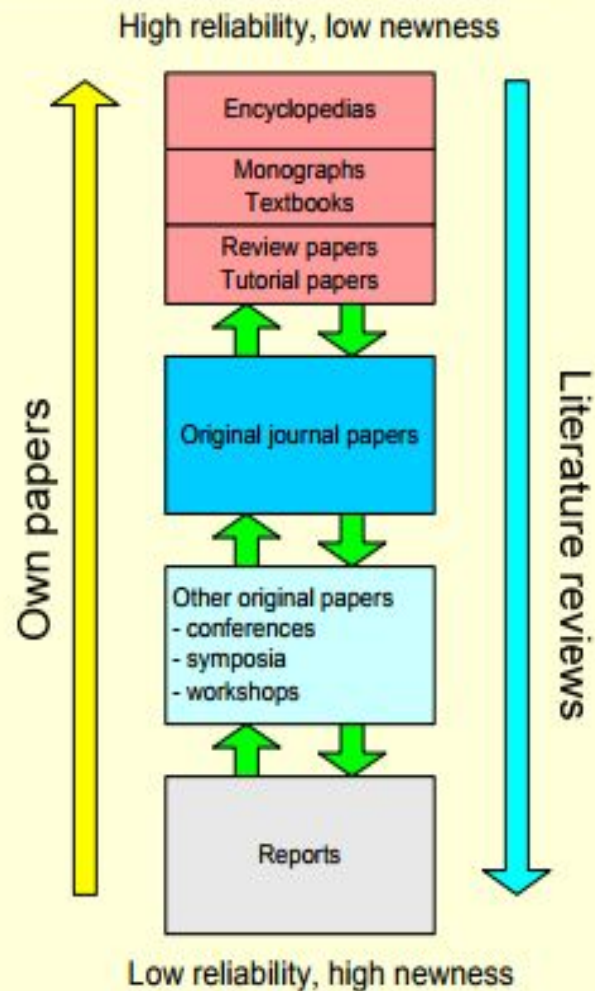 High reliability, low newness
Encyclopedias
Monographs
Textbooks
Review papers
Tutorial papers
Original journal papers
Own papers
Literature reviews
Other original papers
- conferences
- symposia
- workshops
Reports
Low reliability, high newness